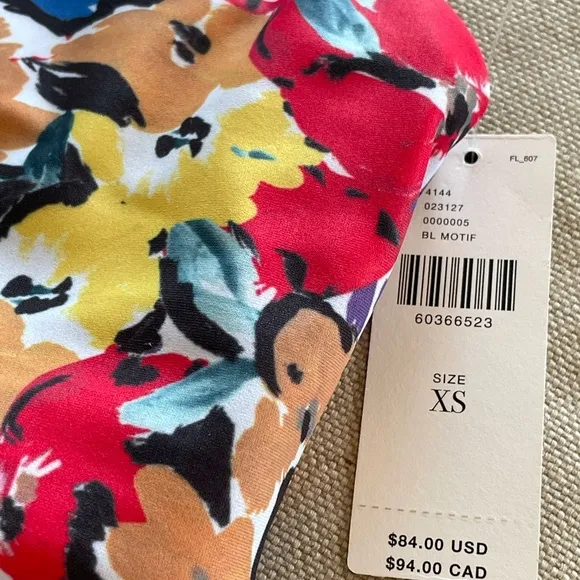 FL_607
4144
023127
0000005
BL MOTIF
60366523
SIZE
XS
$84.00 USD
$94.00 CAD